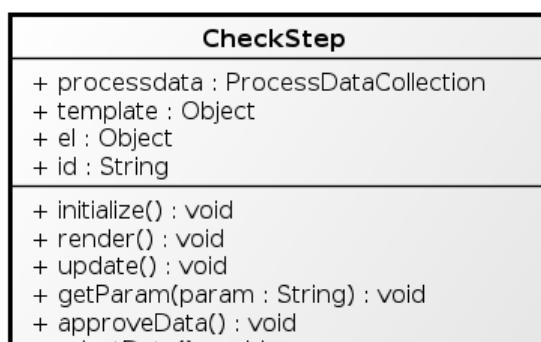 CheckStep
+ processdata : ProcessDataCollection
+ template : Object
+ el : Object
+ id : String
+ initialize() : void
+ render() : void
+ update() : void
+ getParam(param : String) : void
+ approveData() : void